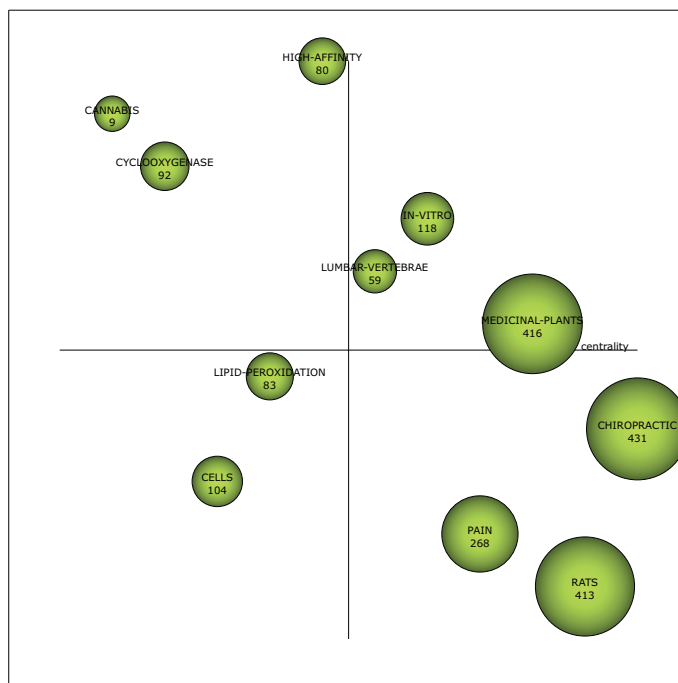 HIGH-AFFINITY
80
CANNABIS
9
CYCLOOXYGENASE
92
IN-VITRO
118
LUMBAR-VERTEBRAE
59
MEDICINAL-PLANTS
416
centrality
LIPID-PEROXIDATION
83
CHIROPRACTIC
431
CELLS
104
PAIN
268
RATS
413